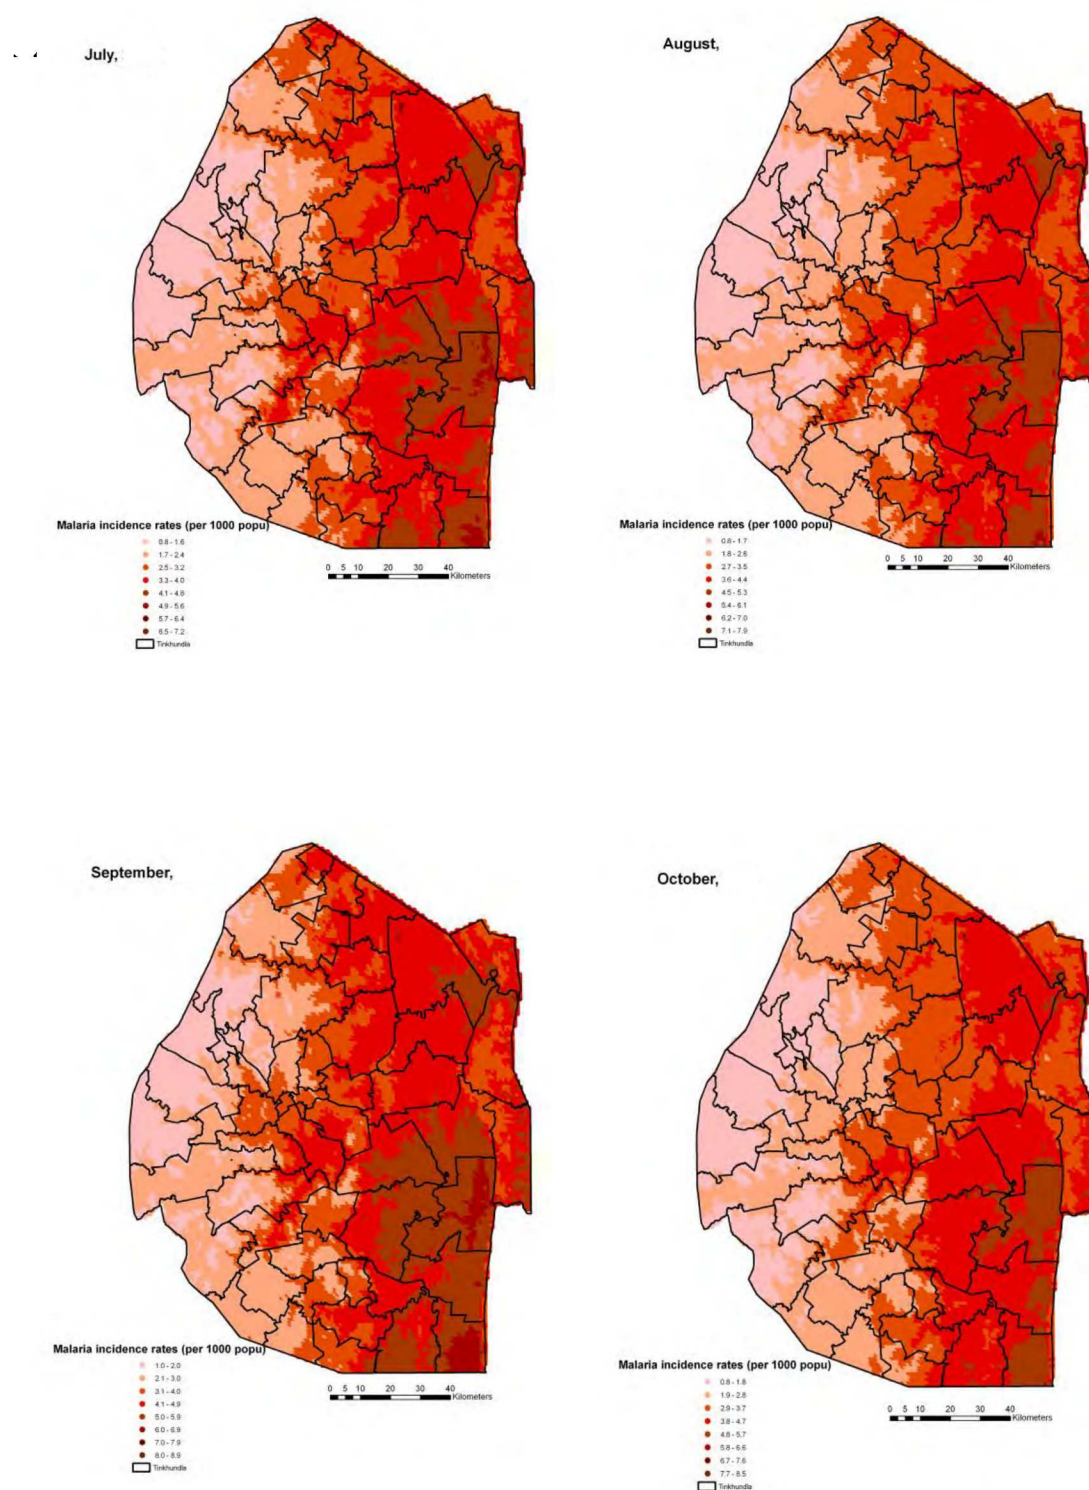 July,
Malaria incidence rates (per 1000 popu)
0.8 - 1.6
1.7 - 2.4
2.5 - 3.2
3.3 - 4.0
4.1 - 4.8
4.9 - 5.6
5.7 - 6.4
6.5 - 7.2
Tinkhundla
0 5 10 20 30 40
Kilometers
August,
Malaria incidence rates (per 1000 popu)
0.8 - 1.7
1.8 - 2.6
2.7 - 3.5
3.6 - 4.4
4.5 - 5.3
5.4 - 6.1
6.2 - 7.0
7.1 - 7.9
Tinkhundla
0 5 10 20 30 40
Kilometers
September,
Malaria incidence rates (per 1000 popu)
1.0 - 2.0
2.1 - 3.0
3.1 - 4.0
4.1 - 4.9
5.0 - 5.9
6.0 - 6.9
7.0 - 7.9
8.0 - 8.9
Tinkhundla
0 5 10 20 30 40
Kilometers
October,
Malaria incidence rates (per 1000 popu)
0.8 - 1.8
1.9 - 2.8
2.9 - 3.7
3.8 - 4.7
4.8 - 5.7
5.8 - 6.6
6.7 - 7.6
7.7 - 8.5
Tinkhundla
0 5 10 20 30 40
Kilometers